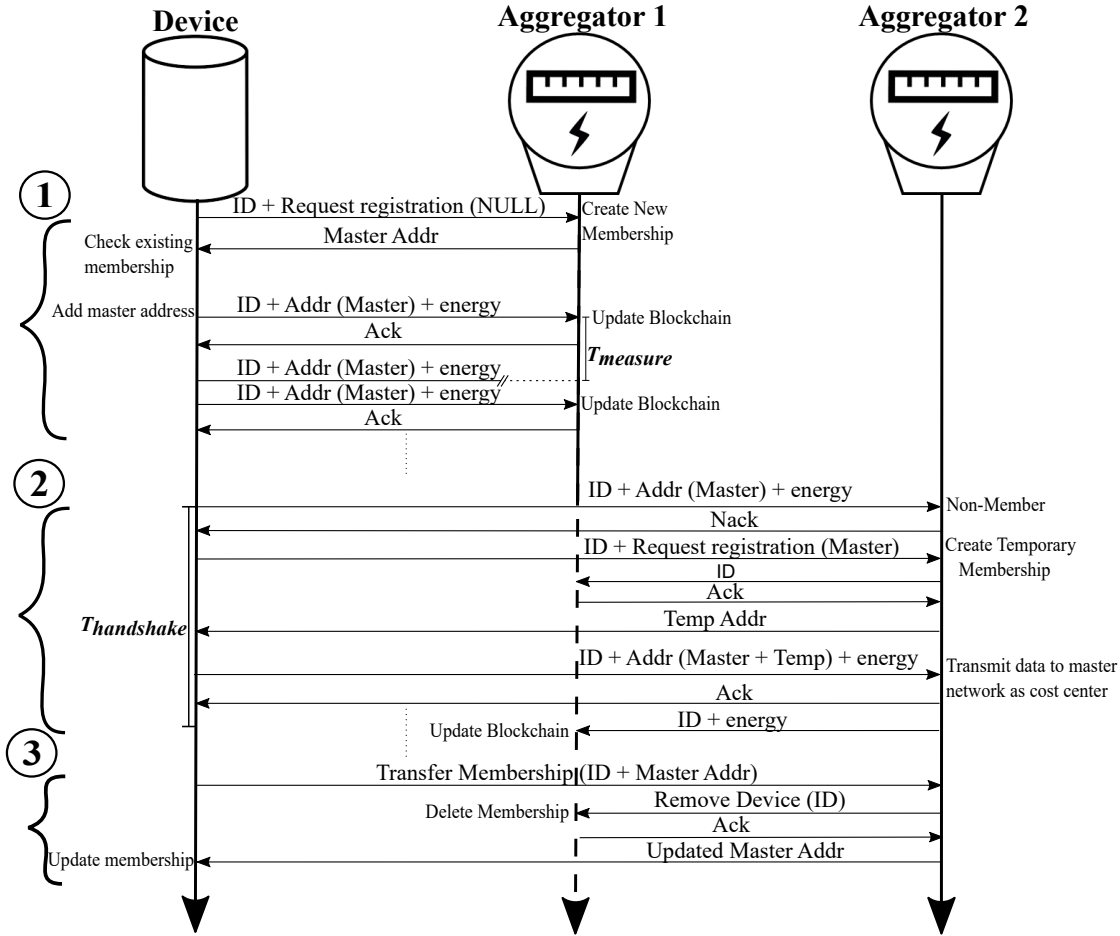 Device
Aggregator 1
Aggregator 2
1
ID + Request registration (NULL)
Create New
Membership
Master Addr
Check existing
membership
Add master address
ID + Addr (Master) + energy
Update Blockchain
Ack
Tmeasure
ID + Addr (Master) + energy
ID + Addr (Master) + energy
Update Blockchain
Ack
2
ID + Addr (Master) + energy
Non-Member
Nack
ID + Request registration (Master)
Create Temporary
Membership
ID
Ack
Temp Addr
Thandshake
ID + Addr (Master + Temp) + energy
Transmit data to master
network as cost center
Ack
ID + energy
Update Blockchain
3
Transfer Membership (ID + Master Addr)
Remove Device (ID)
Delete Membership
Ack
Updated Master Addr
Update membership